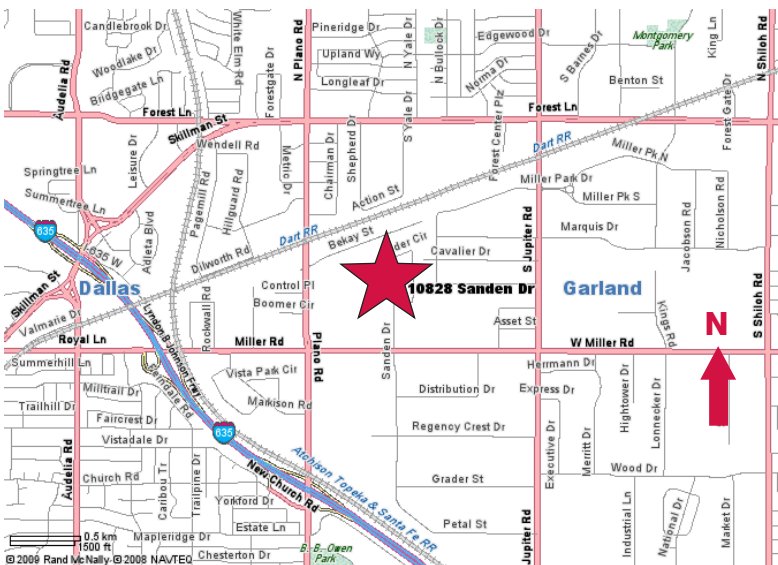 Candlebrook Dr
White Elm Rd
Pineridge Dr
Edgewood Dr
Montgomery
Park
King Ln
N Shiloh Rd
Audelia Rd
Woodlake Dr
Bridgegate Ln
Forestgate Dr
N Plano Rd
Upland Wy
Longleaf Dr
N Yale Dr
N Bullock Dr
Norma Dr
S Barnes Dr
Benton St
Forest Ln
Skillman St
Forest Ln
Forest Gate Dr
Wendell Rd
Metric Dr
Chairman Dr
Shepherd Dr
S Yale Dr
Forest Center Plz
Dart RR
Miller Pk N
Springtree Ln
Leisure Dr
Summertree Ln
Pagemill Rd
Hillguard Rd
Action St
Miller Park Dr
Miller Pk S
Jacobson Rd
Nicholson Rd
635
I-635 W
Adleta Blvd
Dilworth Rd
Dart RR
Bekay St
der Cir
Cavalier Dr
S Jupiter Rd
Marquis Dr
Skillman St
Dallas
Control Pl
Boomer Cir
10828 Sanden Dr
Garland
S Shiloh Rd
Valmarie Dr
Royal Ln
Lyndon B Johnson Frwy
Rockwall Rd
Miller Rd
Plano Rd
Sanden Dr
Asset St
W Miller Rd
Kings Rd
N
Summerhill Ln
Ferndale Rd
Vista Park Cir
Herrmann Dr
Milltrail Dr
Markison Rd
Distribution Dr
Express Dr
Hightower Dr
Lonnecker Dr
Trailhill Dr
Faircrest Dr
Vistadale Dr
635
Regency Crest Dr
Executive Dr
Merritt Dr
Audelia Rd
Church Rd
Caribou Tr
Trailpine Dr
New Church Rd
Atchison Topeka & Santa Fe RR
Grader St
Wood Dr
Yorkford Dr
Estate Ln
Petal St
Jupiter Rd
Industrial Ln
National Dr
Market Dr
0.5 km
1500 ft
Mapleridge Dr
Chesterton Dr
B. B. Owen
Park
©2009 Rand McNally ©2008 NAVTEQ